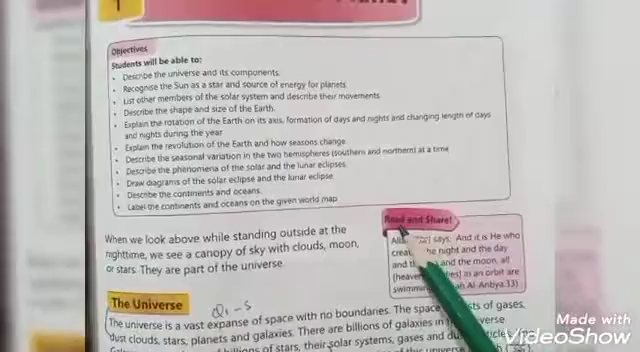 1
Objectives
Students will be able to:
• Describe the universe and its components.
• Recognise the Sun as a star and source of energy for planets.
• List other members of the solar system and describe their movements.
• Describe the shape and size of the Earth.
• Explain the rotation of the Earth on its axis, formation of days and nights and changing length of days
and nights during the year.
• Explain the revolution of the Earth and how seasons change.
• Describe the seasonal variation in the two hemispheres (southern and northern) at a time.
• Describe the phenomena of the solar and the lunar eclipses.
• Draw diagrams of the solar eclipse and the lunar eclipse.
• Describe the continents and oceans.
• Label the continents and oceans on the given world map.
When we look above while standing outside at the
nighttime, we see a canopy of sky with clouds, moon,
or stars. They are part of the universe.
Read and Share!
says, And it is He who
the night and the day
and the moon, all
in an orbit are
swimming Al-Anbiya:33)
The Universe
Q1-S
The universe is a vast expanse of space with no boundaries. The space of gases,
dust clouds, stars, planets and galaxies. There are billions of galaxies in
of stars, their solar systems, gases and
of this universe
Made with
VideoShow